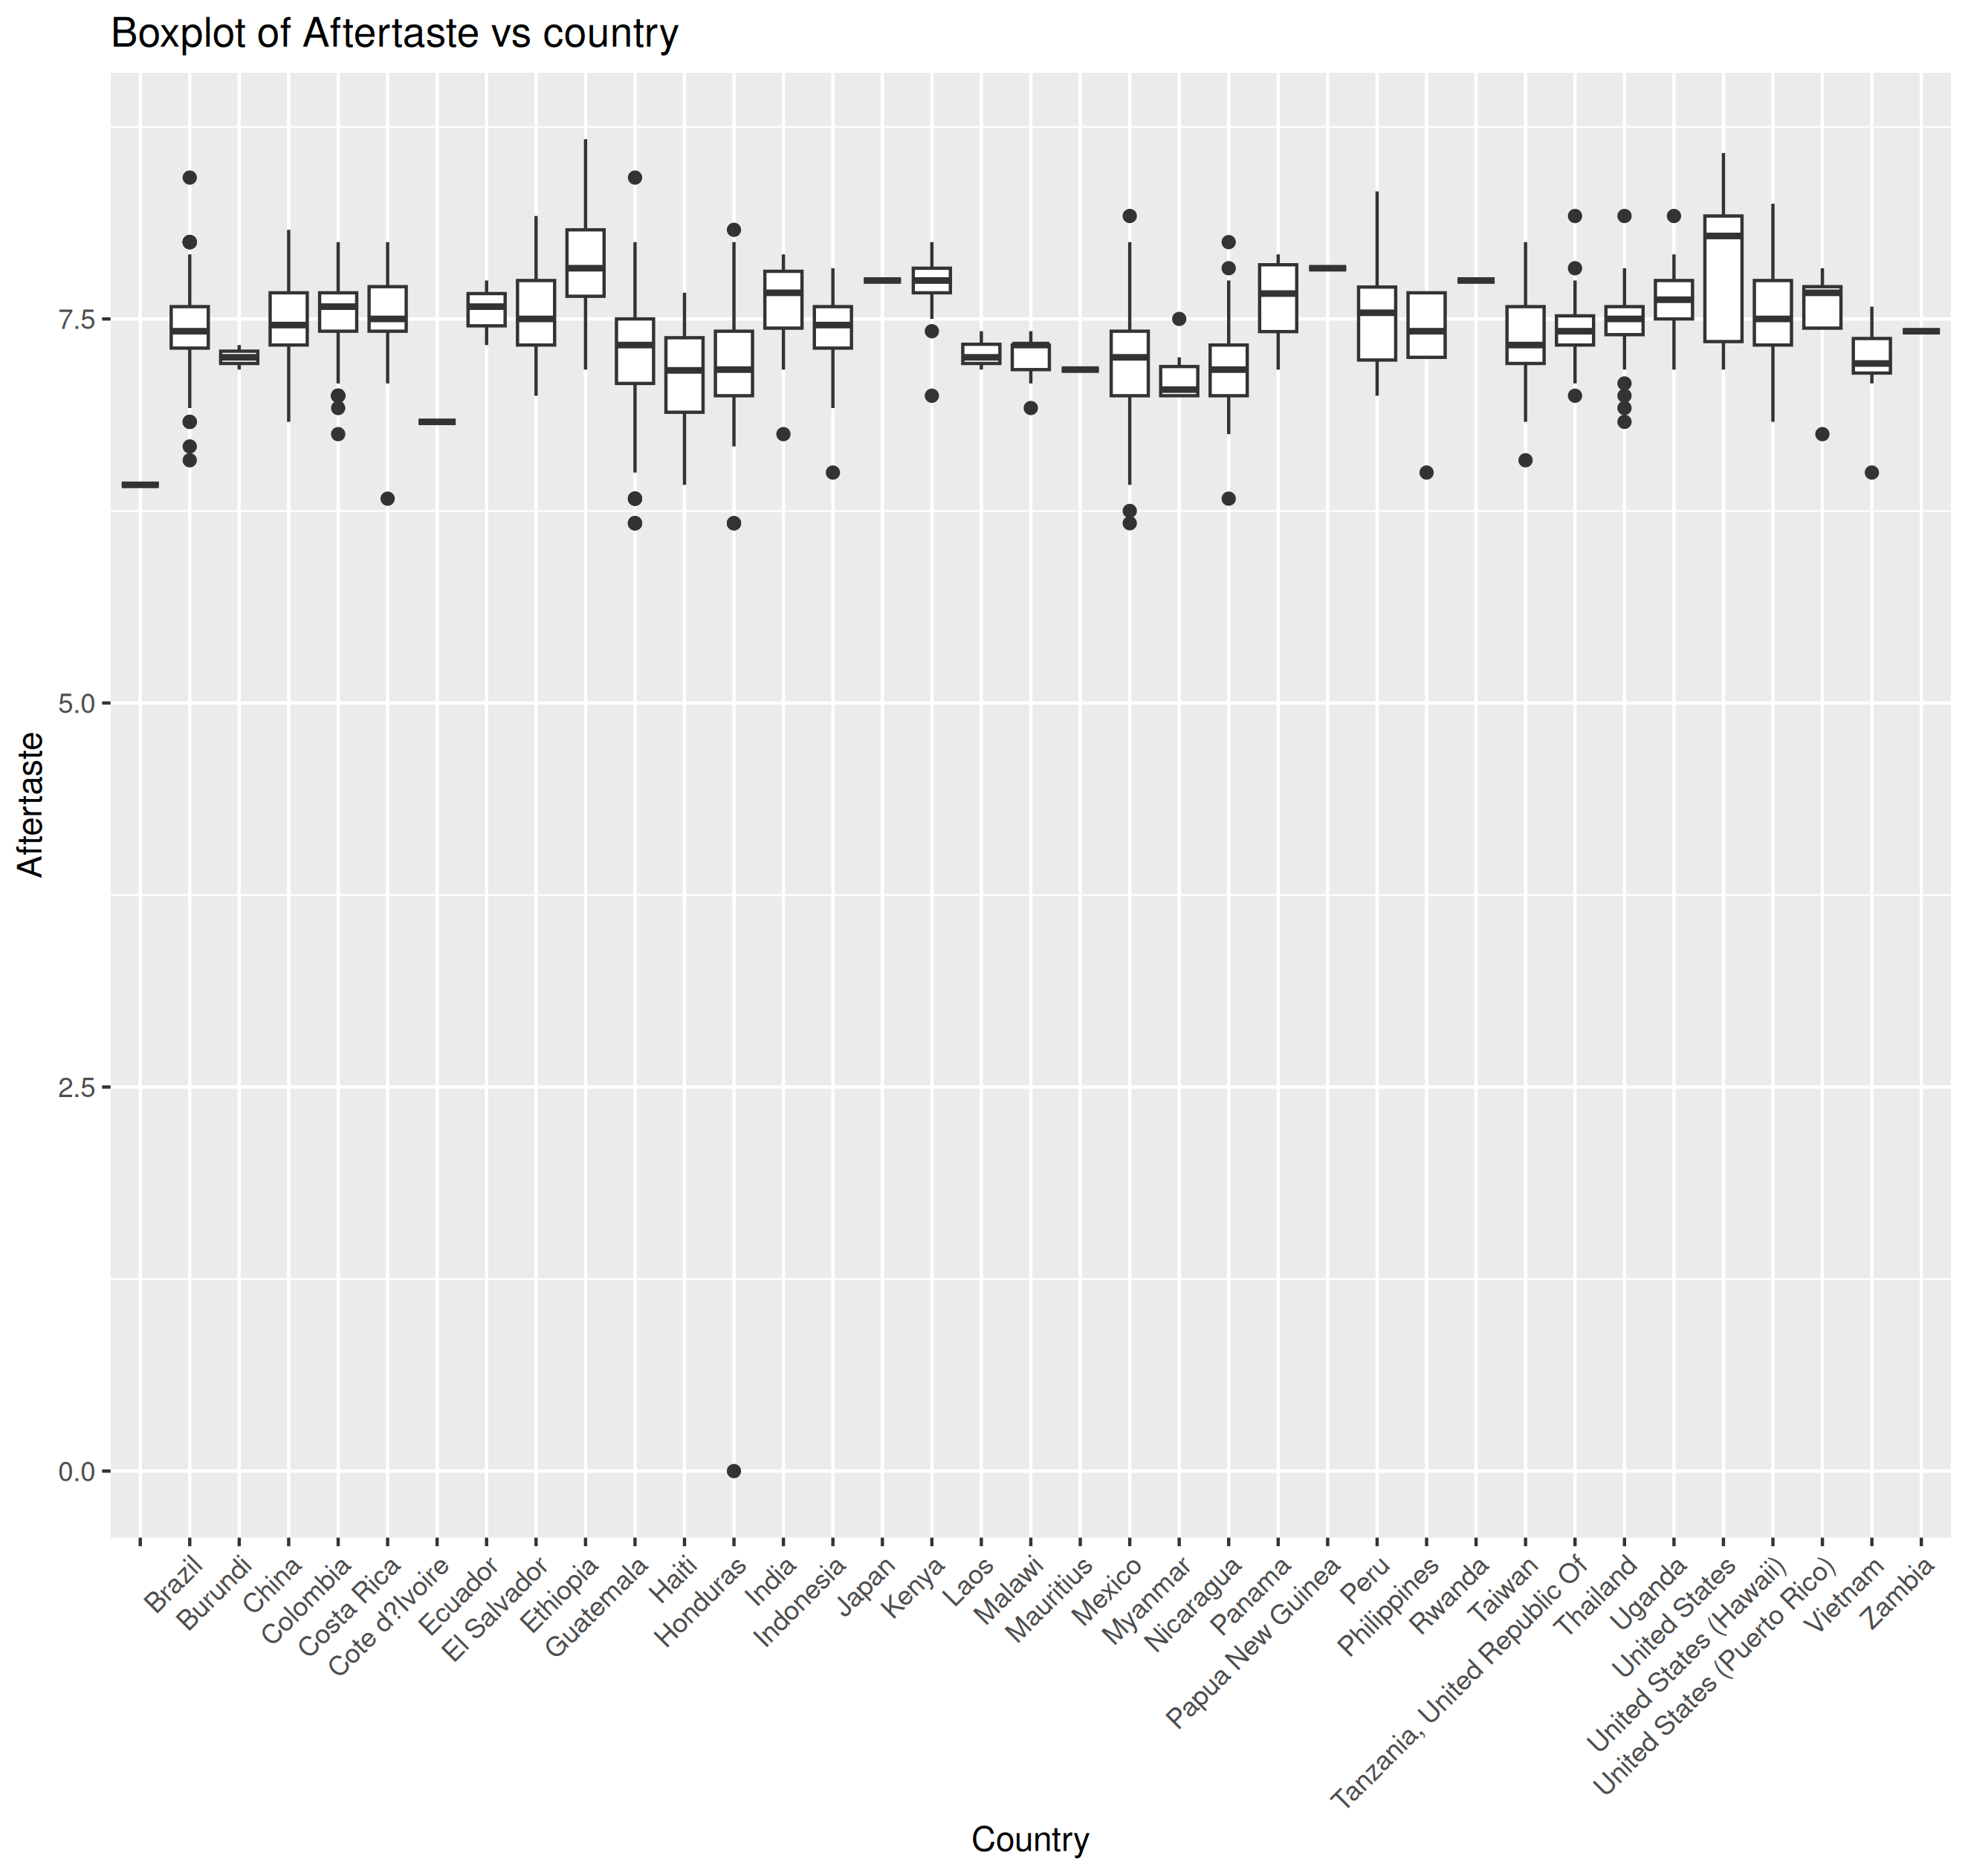 Boxplot of Aftertaste vs country
Aftertaste
7.5
5.0
2.5
0.0
Brazil
Burundi
China
Colombia
Costa Rica
Cote d?Ivoire
Ecuador
El Salvador
Ethiopia
Guatemala
Haiti
Honduras
India
Indonesia
Japan
Kenya
Laos
Malawi
Mauritius
Mexico
Myanmar
Nicaragua
Panama
Papua New Guinea
Peru
Philippines
Rwanda
Taiwan
Tanzania, United Republic Of
Thailand
Uganda
United States
United States (Hawaii)
United States (Puerto Rico)
Vietnam
Zambia
Country